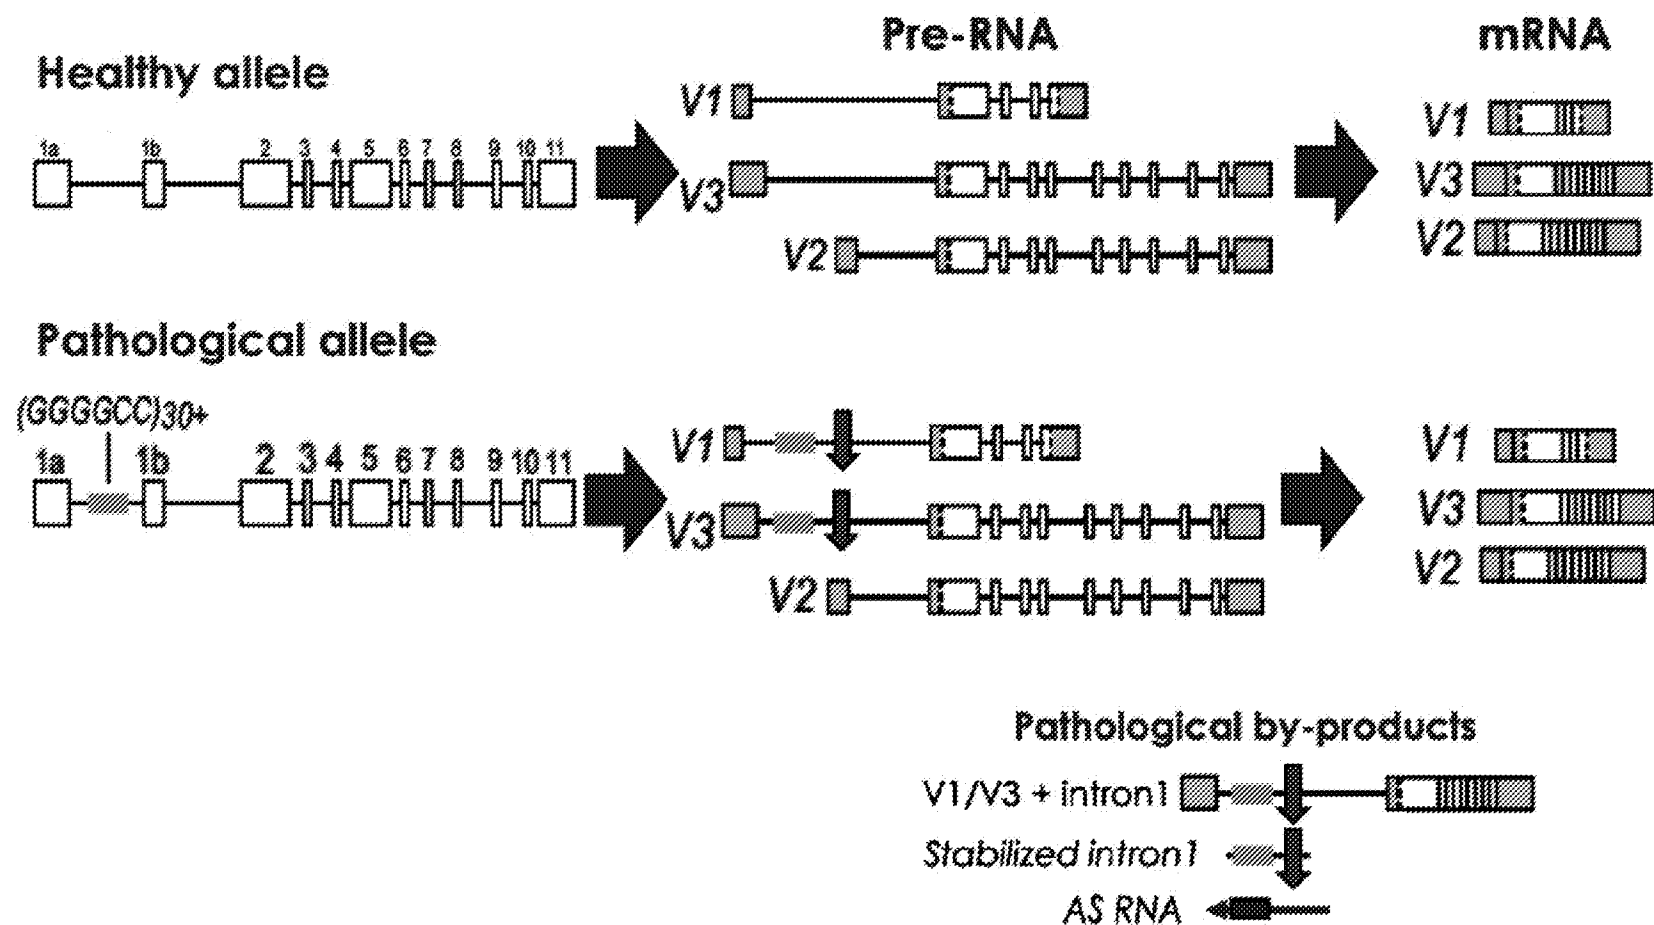 Pre-RNA
mRNA
Healthy allele
V1
V1
1a 1b 2 3 4 5 6 7 8 9 10 11
V3
V3
V2
V2
Pathological allele
(GGGGCC)30+
V1
V1
1a 1b 2 3 4 5 6 7 8 9 10 11
V3
V3
V2
V2
Pathological by-products
V1/V3 + intron1
Stabilized intron1
AS RNA